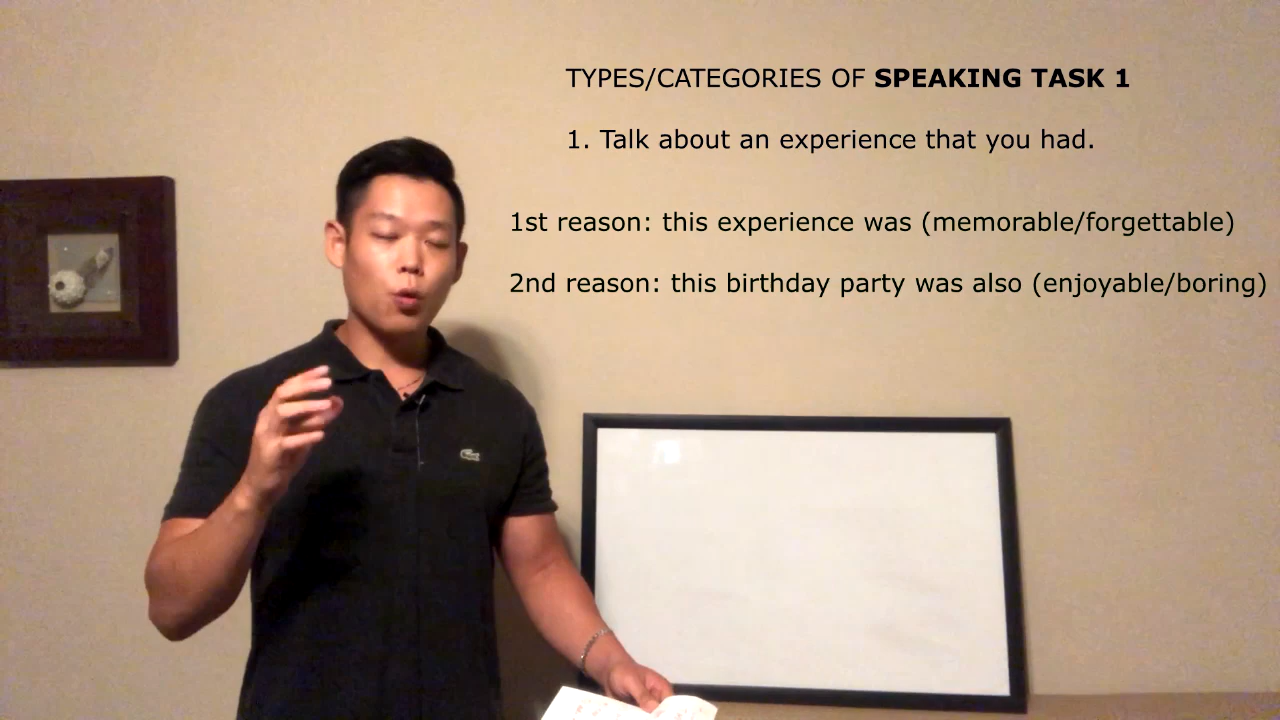 TYPES/CATEGORIES OF SPEAKING TASK 1
1. Talk about an experience that you had.
1st reason: this experience was (memorable/forgettable)
2nd reason: this birthday party was also (enjoyable/boring)